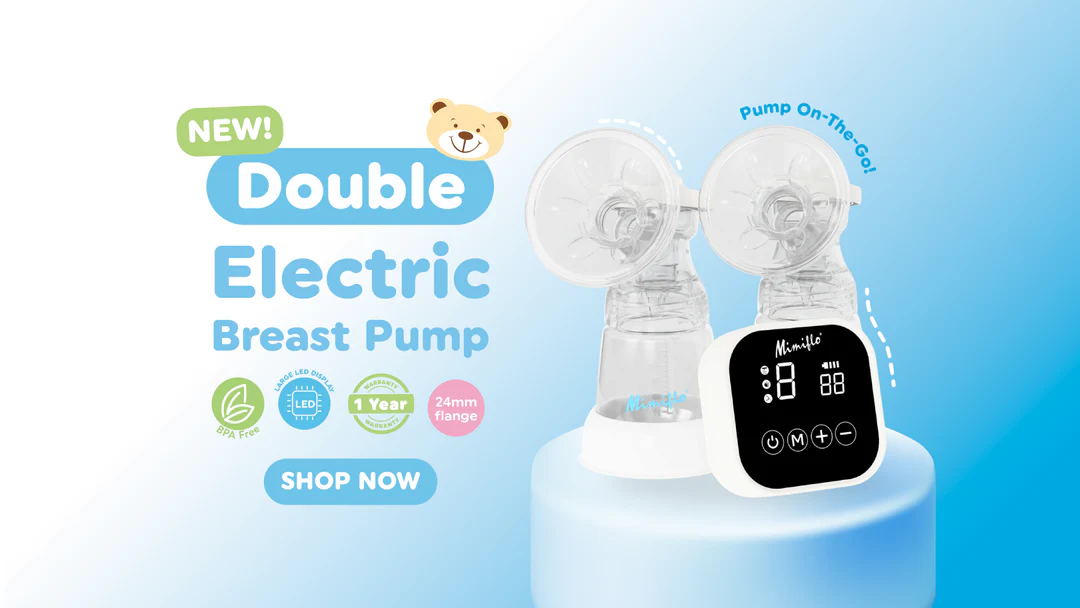 NEW!
Double
Electric
Breast Pump
BPA Free
LARGE LED DISPLAY
LED
WARRANTY
1 Year
WARRANTY
24mm
flange
SHOP NOW
Pump On-The-Go!
Mimiflo
Mimiflo®
8
88
M